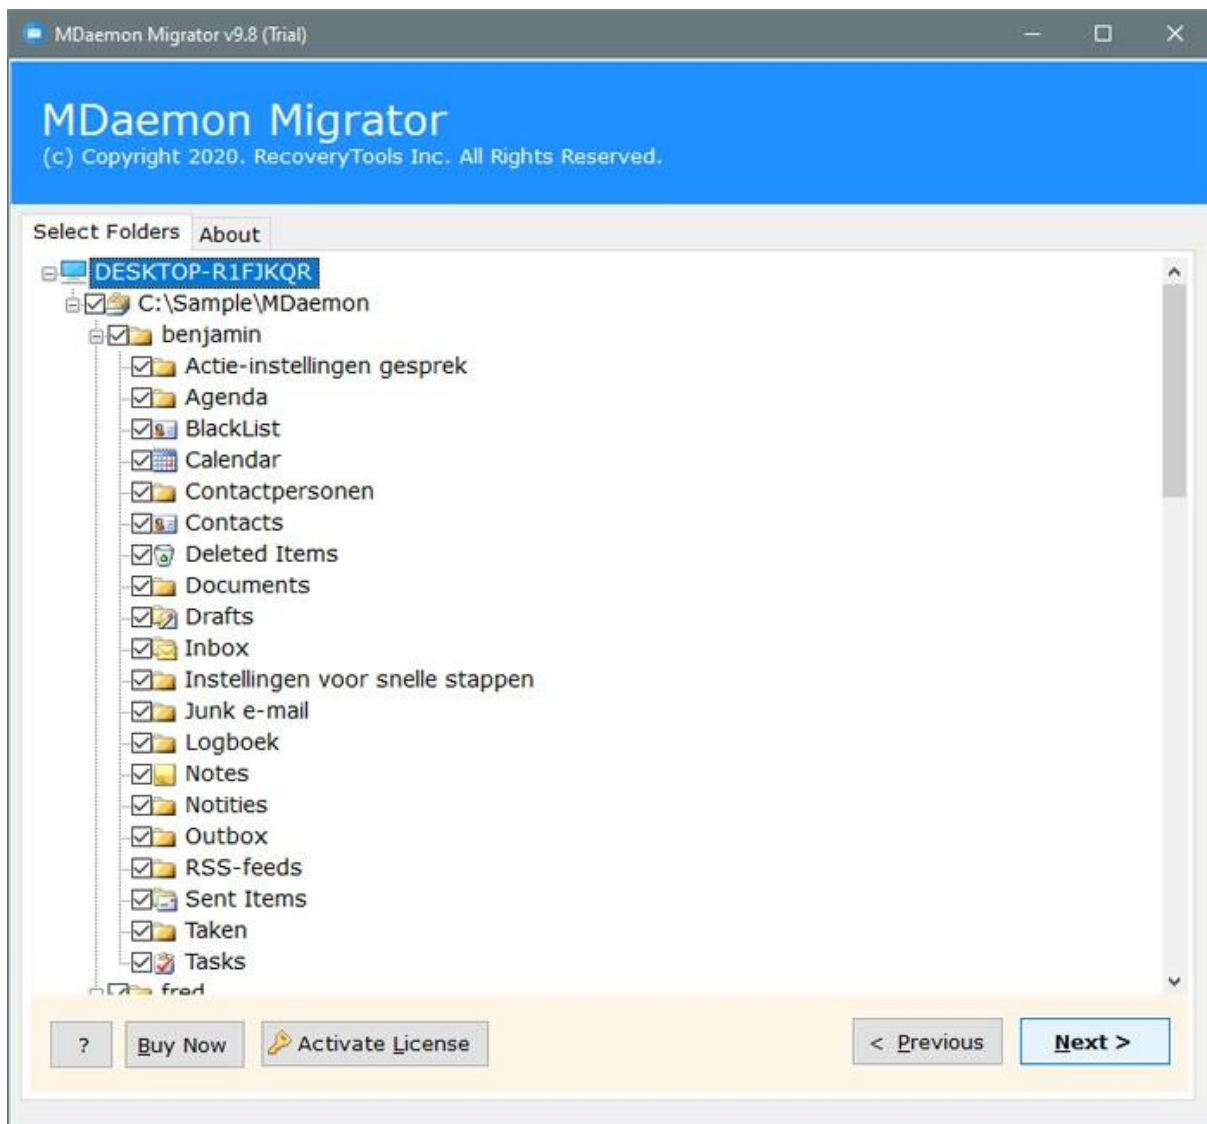 MDaemon Migrator v9.8 (Trial)
MDaemon Migrator
(c) Copyright 2020. RecoveryTools Inc. All Rights Reserved.
Select Folders About
DESKTOP-R1FJKQR
C:\Sample\MDaemon
benjamin
Actie-instellingen gesprek
Agenda
BlackList
Calendar
Contactpersonen
Contacts
Deleted Items
Documents
Drafts
Inbox
Instellingen voor snelle stappen
Junk e-mail
Logboek
Notes
Notities
Outbox
RSS-feeds
Sent Items
Taken
Tasks
fred
? Buy Now Activate License < Previous Next >